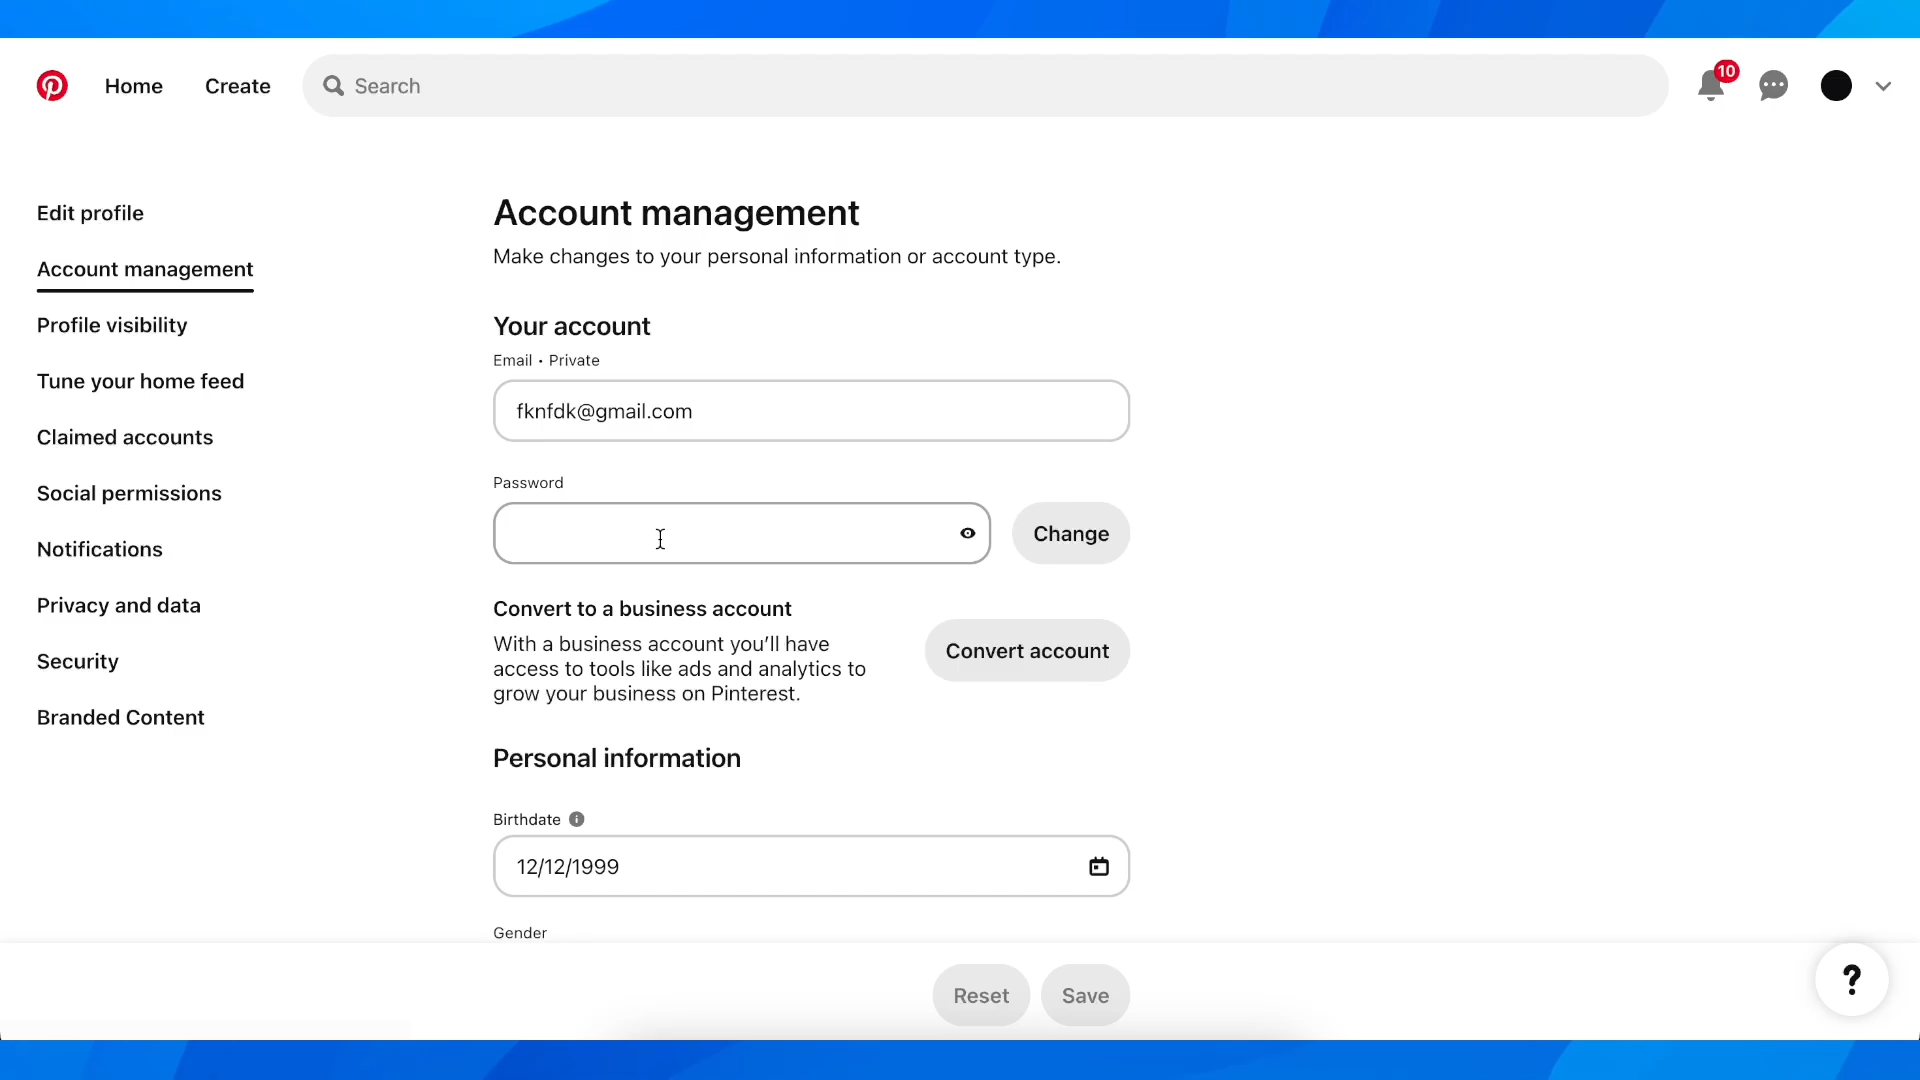 Home
Create
Search
10
Edit profile
Account management
Profile visibility
Tune your home feed
Claimed accounts
Social permissions
Notifications
Privacy and data
Security
Branded Content
Account management
Make changes to your personal information or account type.
Your account
Email • Private
fknfdk@gmail.com
Password
Change
Convert to a business account
With a business account you’ll have
access to tools like ads and analytics to
grow your business on Pinterest.
Convert account
Personal information
Birthdate
12/12/1999
Gender
Reset
Save
?